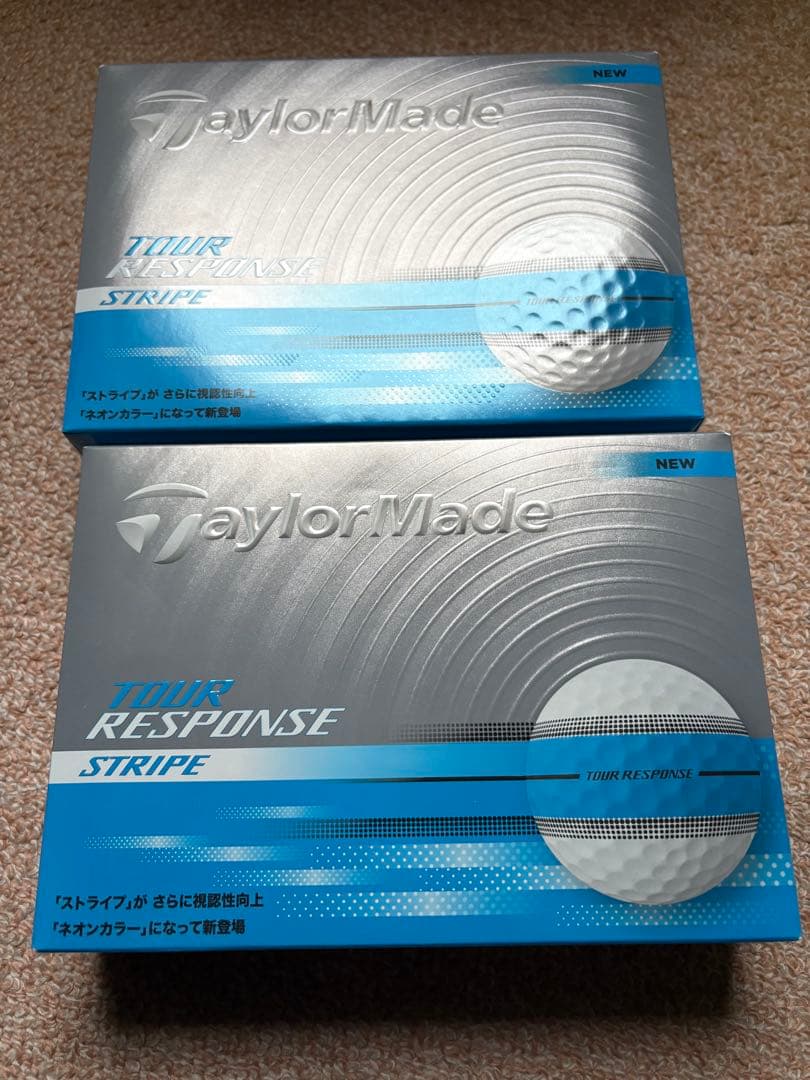 NEW
TaylorMade
TOUR
RESPONSE
STRIPE
TOUR RESPONSE
「ストライプ」が さらに視認性向上
「ネオンカラー」になって新登場
NEW
TaylorMade
TOUR
RESPONSE
STRIPE
TOUR RESPONSE
「ストライプ」が さらに視認性向上
「ネオンカラー」になって新登場